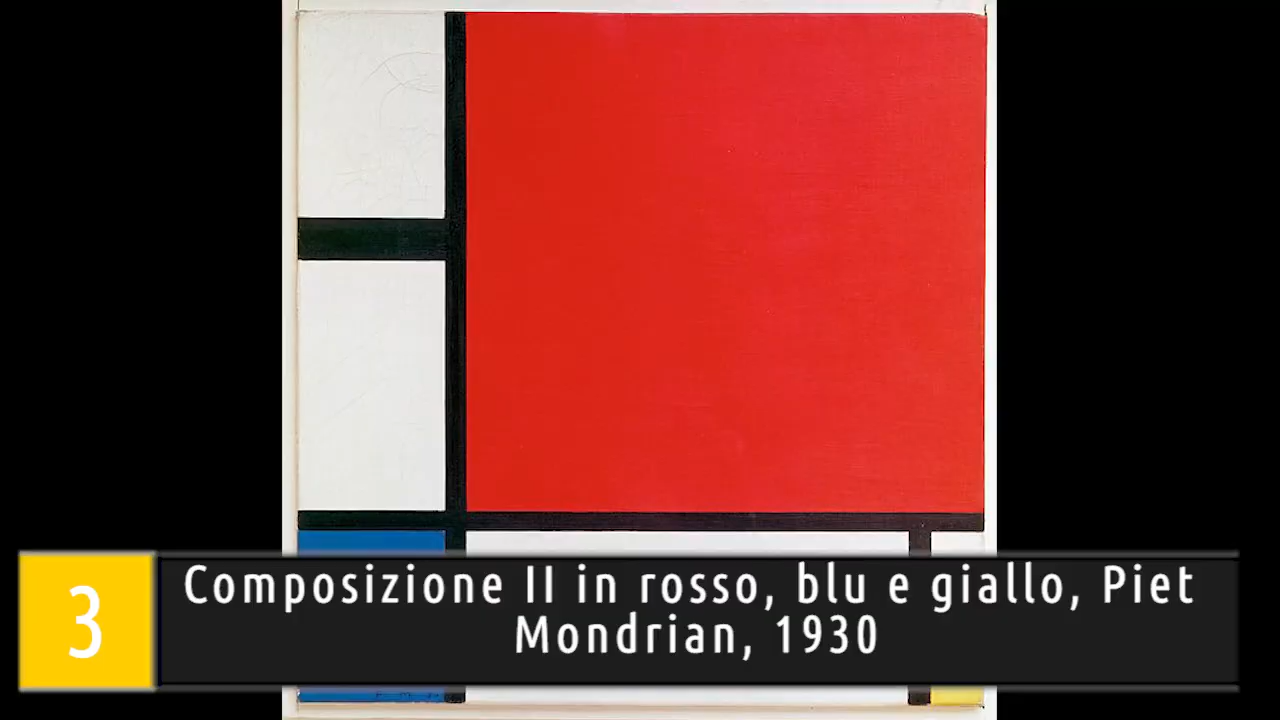 3
Composizione II in rosso, blu e giallo, Piet
Mondrian, 1930